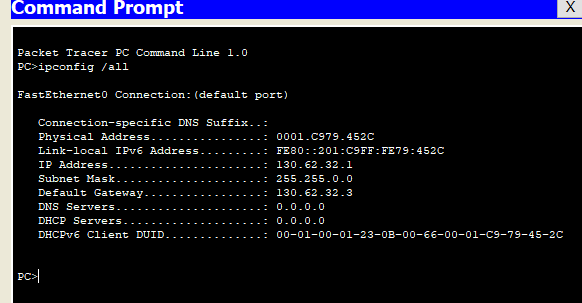 Command Prompt
X
Packet Tracer PC Command Line 1.0
PC>ipconfig /all
FastEthernet0 Connection:(default port)
Connection-specific DNS Suffix..:
Physical Address................: 0001.C979.452C
Link-local IPv6 Address.........: FE80::201:C9FF:FE79:452C
IP Address......................: 130.62.32.1
Subnet Mask.....................: 255.255.0.0
Default Gateway.................: 130.62.32.3
DNS Servers.....................: 0.0.0.0
DHCP Servers....................: 0.0.0.0
DHCPv6 Client DUID..............: 00-01-00-01-23-0B-00-66-00-01-C9-79-45-2C
PC>